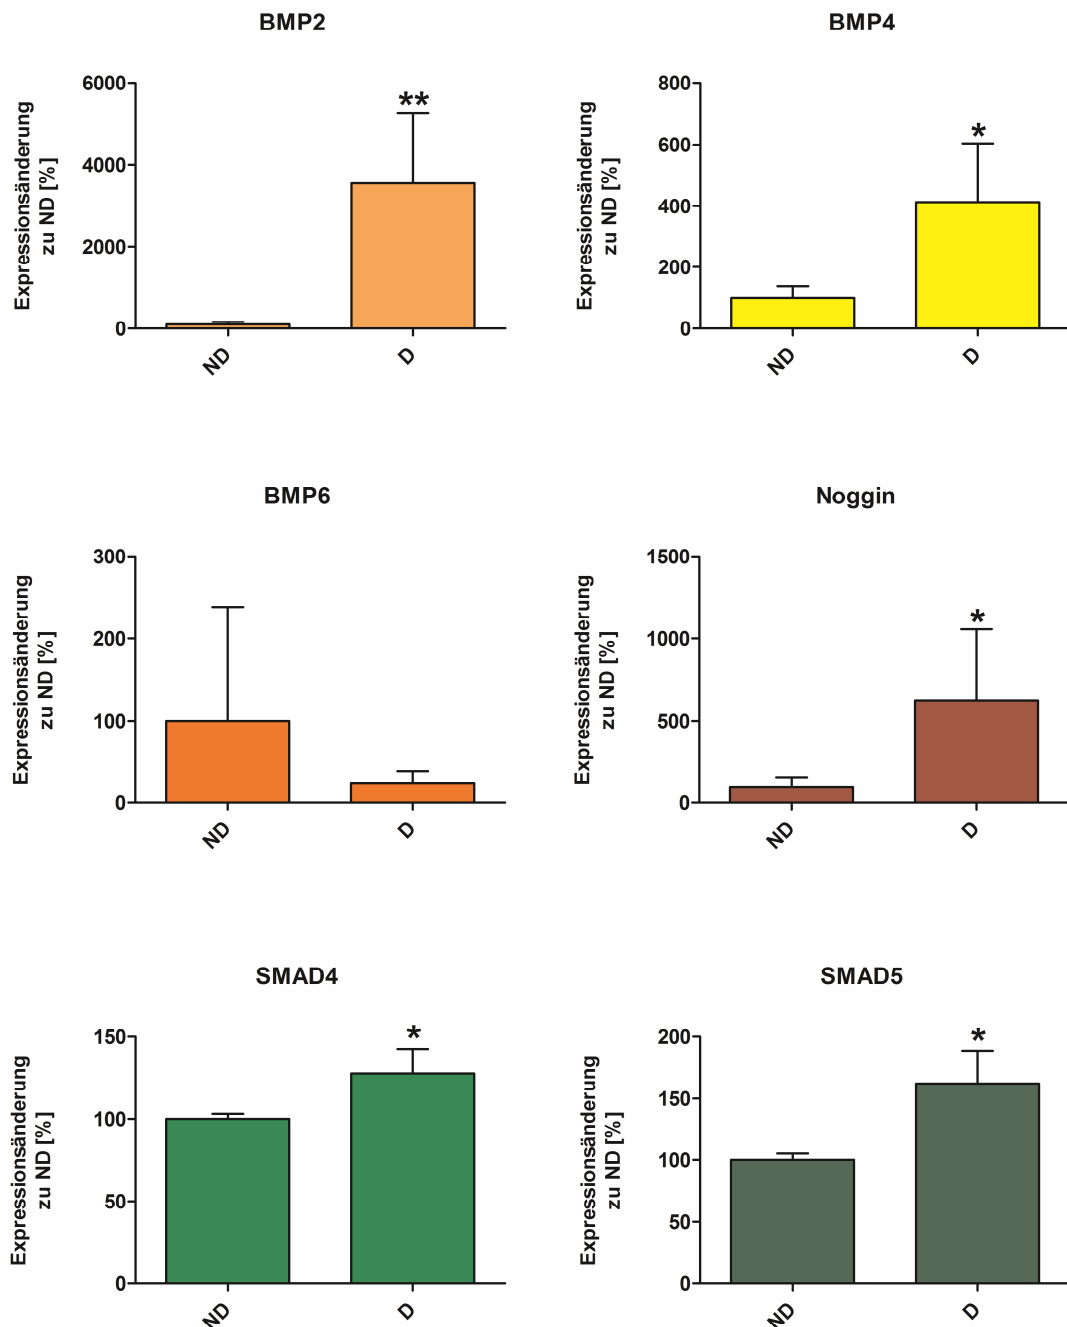 BMP2
Expressionsänderung
zu ND [%]
6000
4000
2000
0
**
ND
D
BMP4
Expressionsänderung
zu ND [%]
800
600
400
200
0
*
ND
D
BMP6
Expressionsänderung
zu ND [%]
300
200
100
0
ND
D
Noggin
Expressionsänderung
zu ND [%]
1500
1000
500
0
*
ND
D
SMAD4
Expressionsänderung
zu ND [%]
150
100
50
0
*
ND
D
SMAD5
Expressionsänderung
zu ND [%]
200
150
100
50
0
*
ND
D